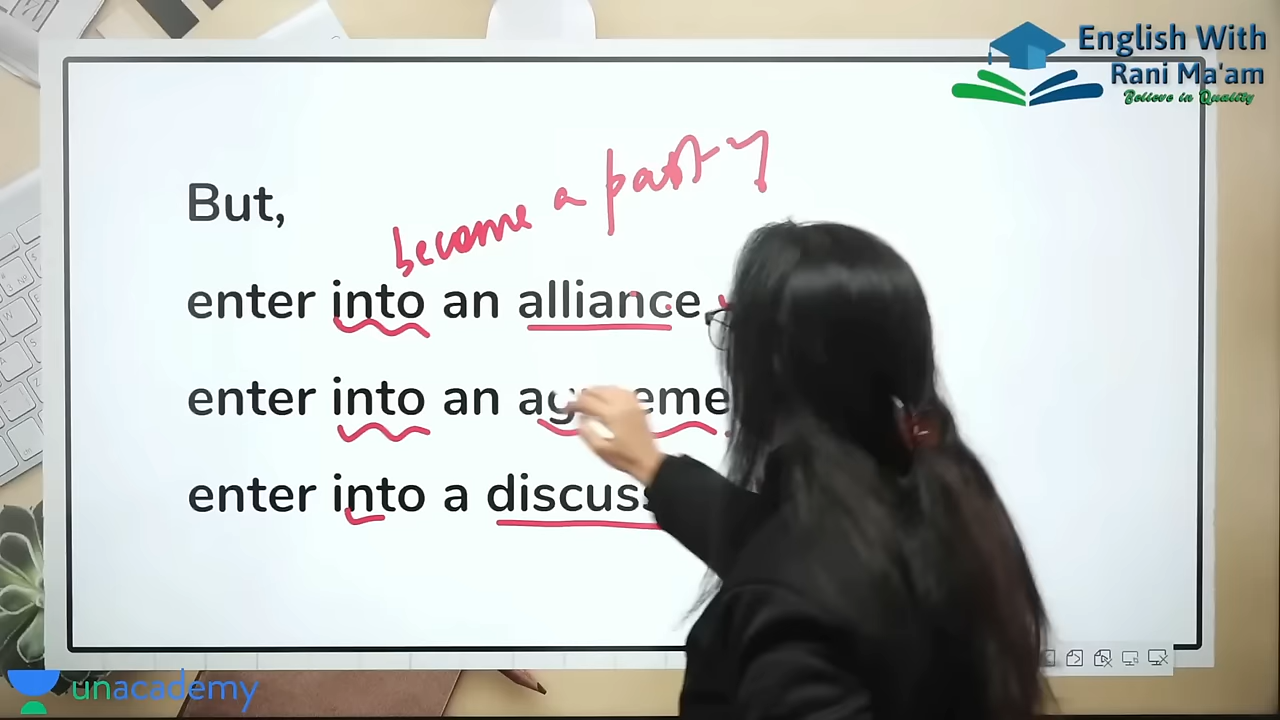 English With
Rani Ma'am
Believe in Quality
But,
become a party
enter into an alliance
enter into an
enter into a
unacademy